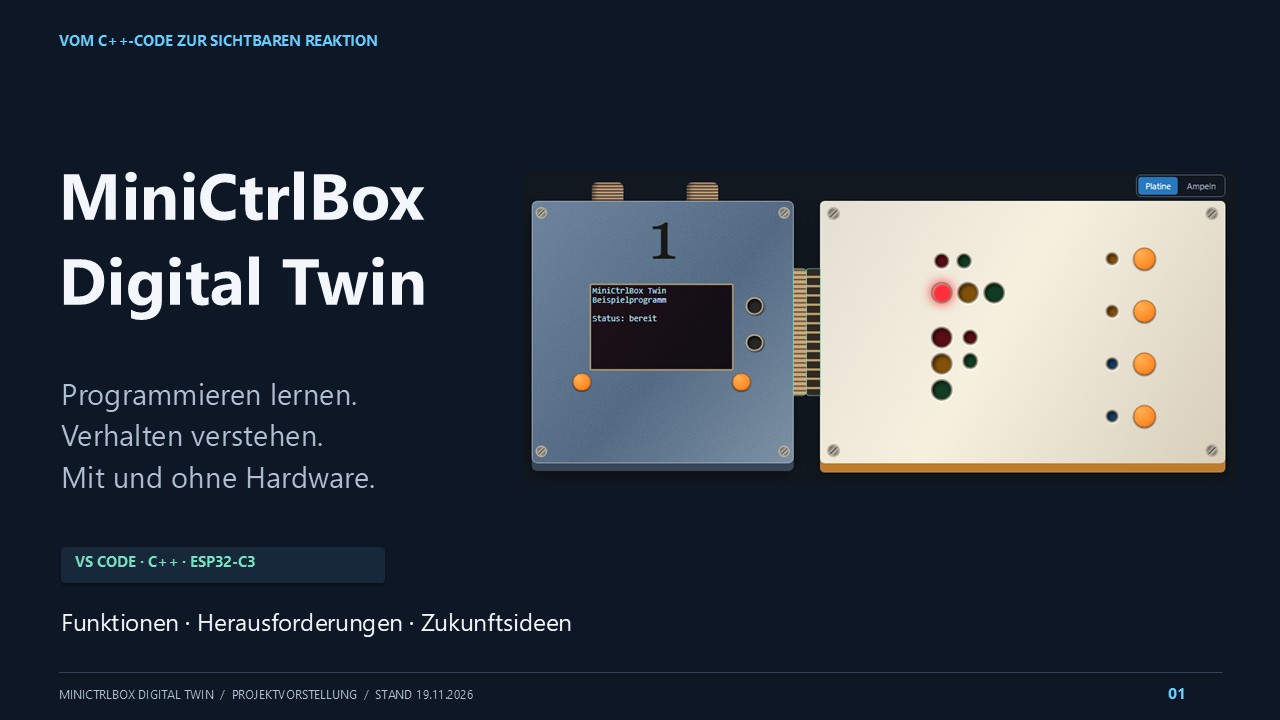 VOM C++-CODE ZUR SICHTBAREN REAKTION
MiniCtrlBox
Digital Twin
Programmieren lernen.
Verhalten verstehen.
Mit und ohne Hardware.
VS CODE · C++ · ESP32-C3
Funktionen · Herausforderungen · Zukunftsideen
Platine Ampeln
1
MiniCtrlBox Twin
Beispielprogramm
Status: bereit
MINICTRLBOX DIGITAL TWIN / PROJEKTVORSTELLUNG / STAND 19.11.2026
01